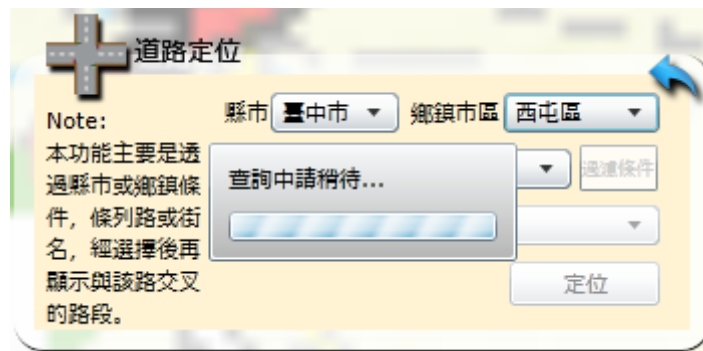 道路定位
縣市 臺中市 鄉鎮市區 西屯區
Note:
本功能主要是透
過縣市或鄉鎮條
件，條列路或街
名，經選擇後再
顯示與該路交叉
的路段。
查詢中請稍待...
過濾條件
定位